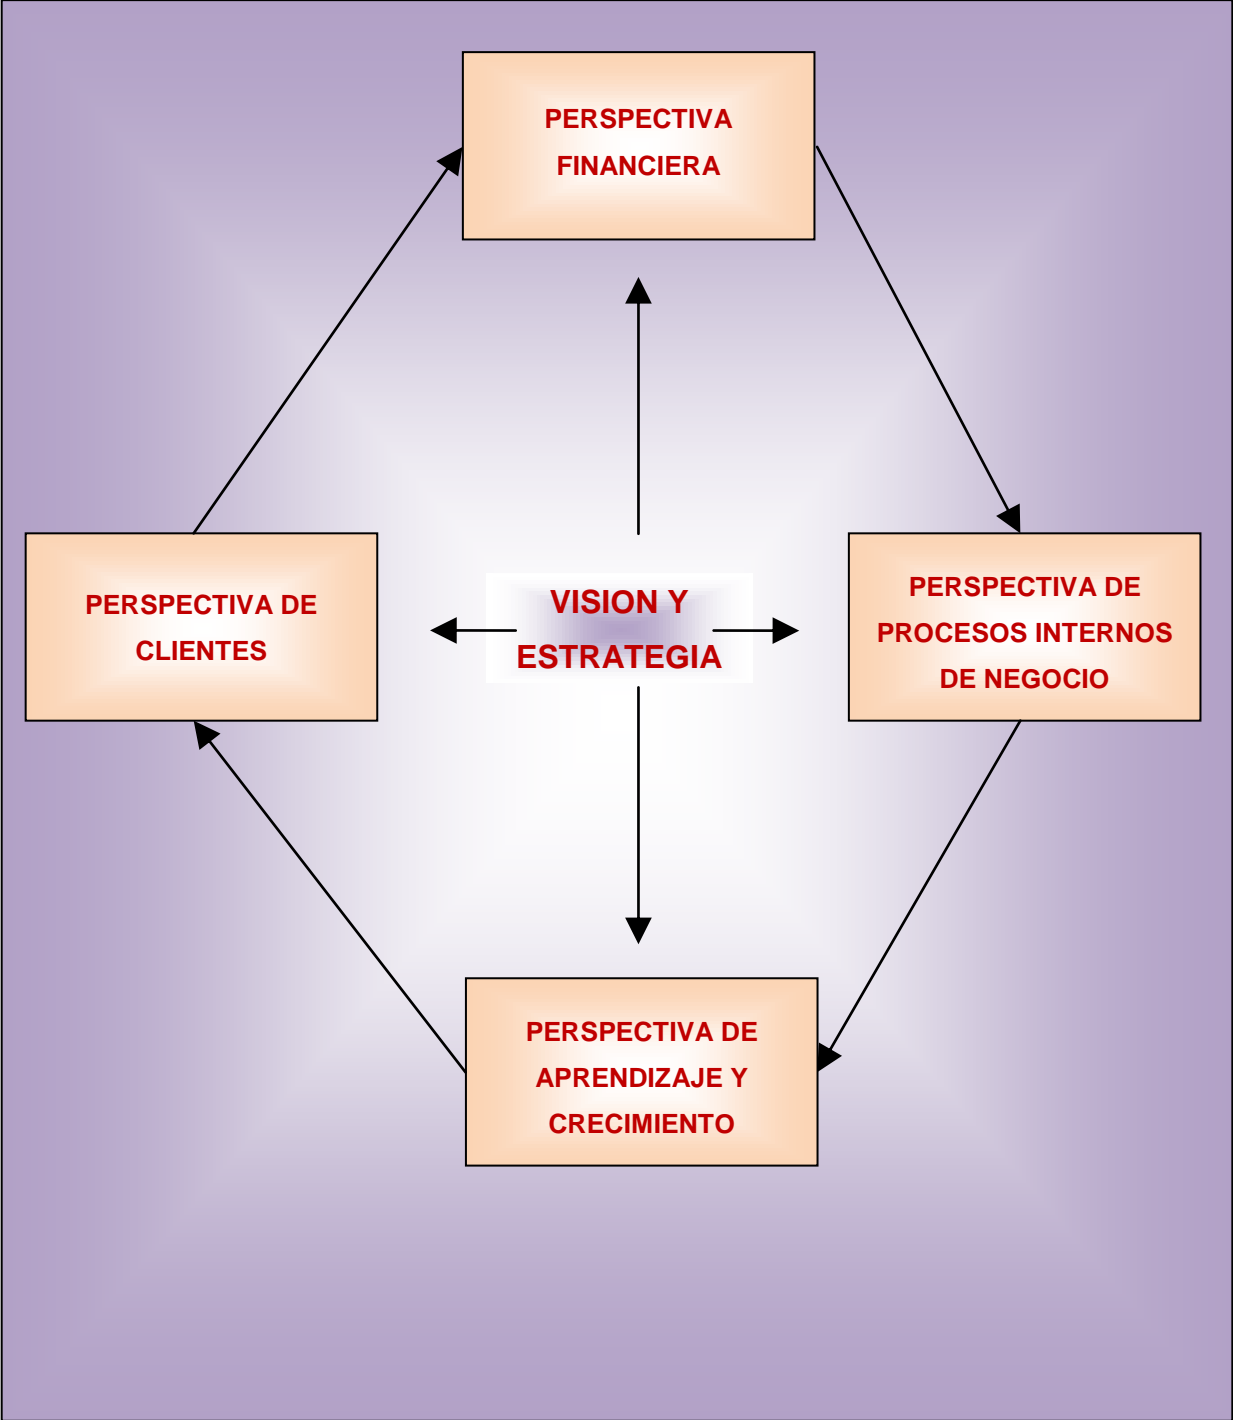 PERSPECTIVA
FINANCIERA
PERSPECTIVA DE
CLIENTES
VISION Y
ESTRATEGIA
PERSPECTIVA DE
PROCESOS INTERNOS
DE NEGOCIO
PERSPECTIVA DE
APRENDIZAJE Y
CRECIMIENTO